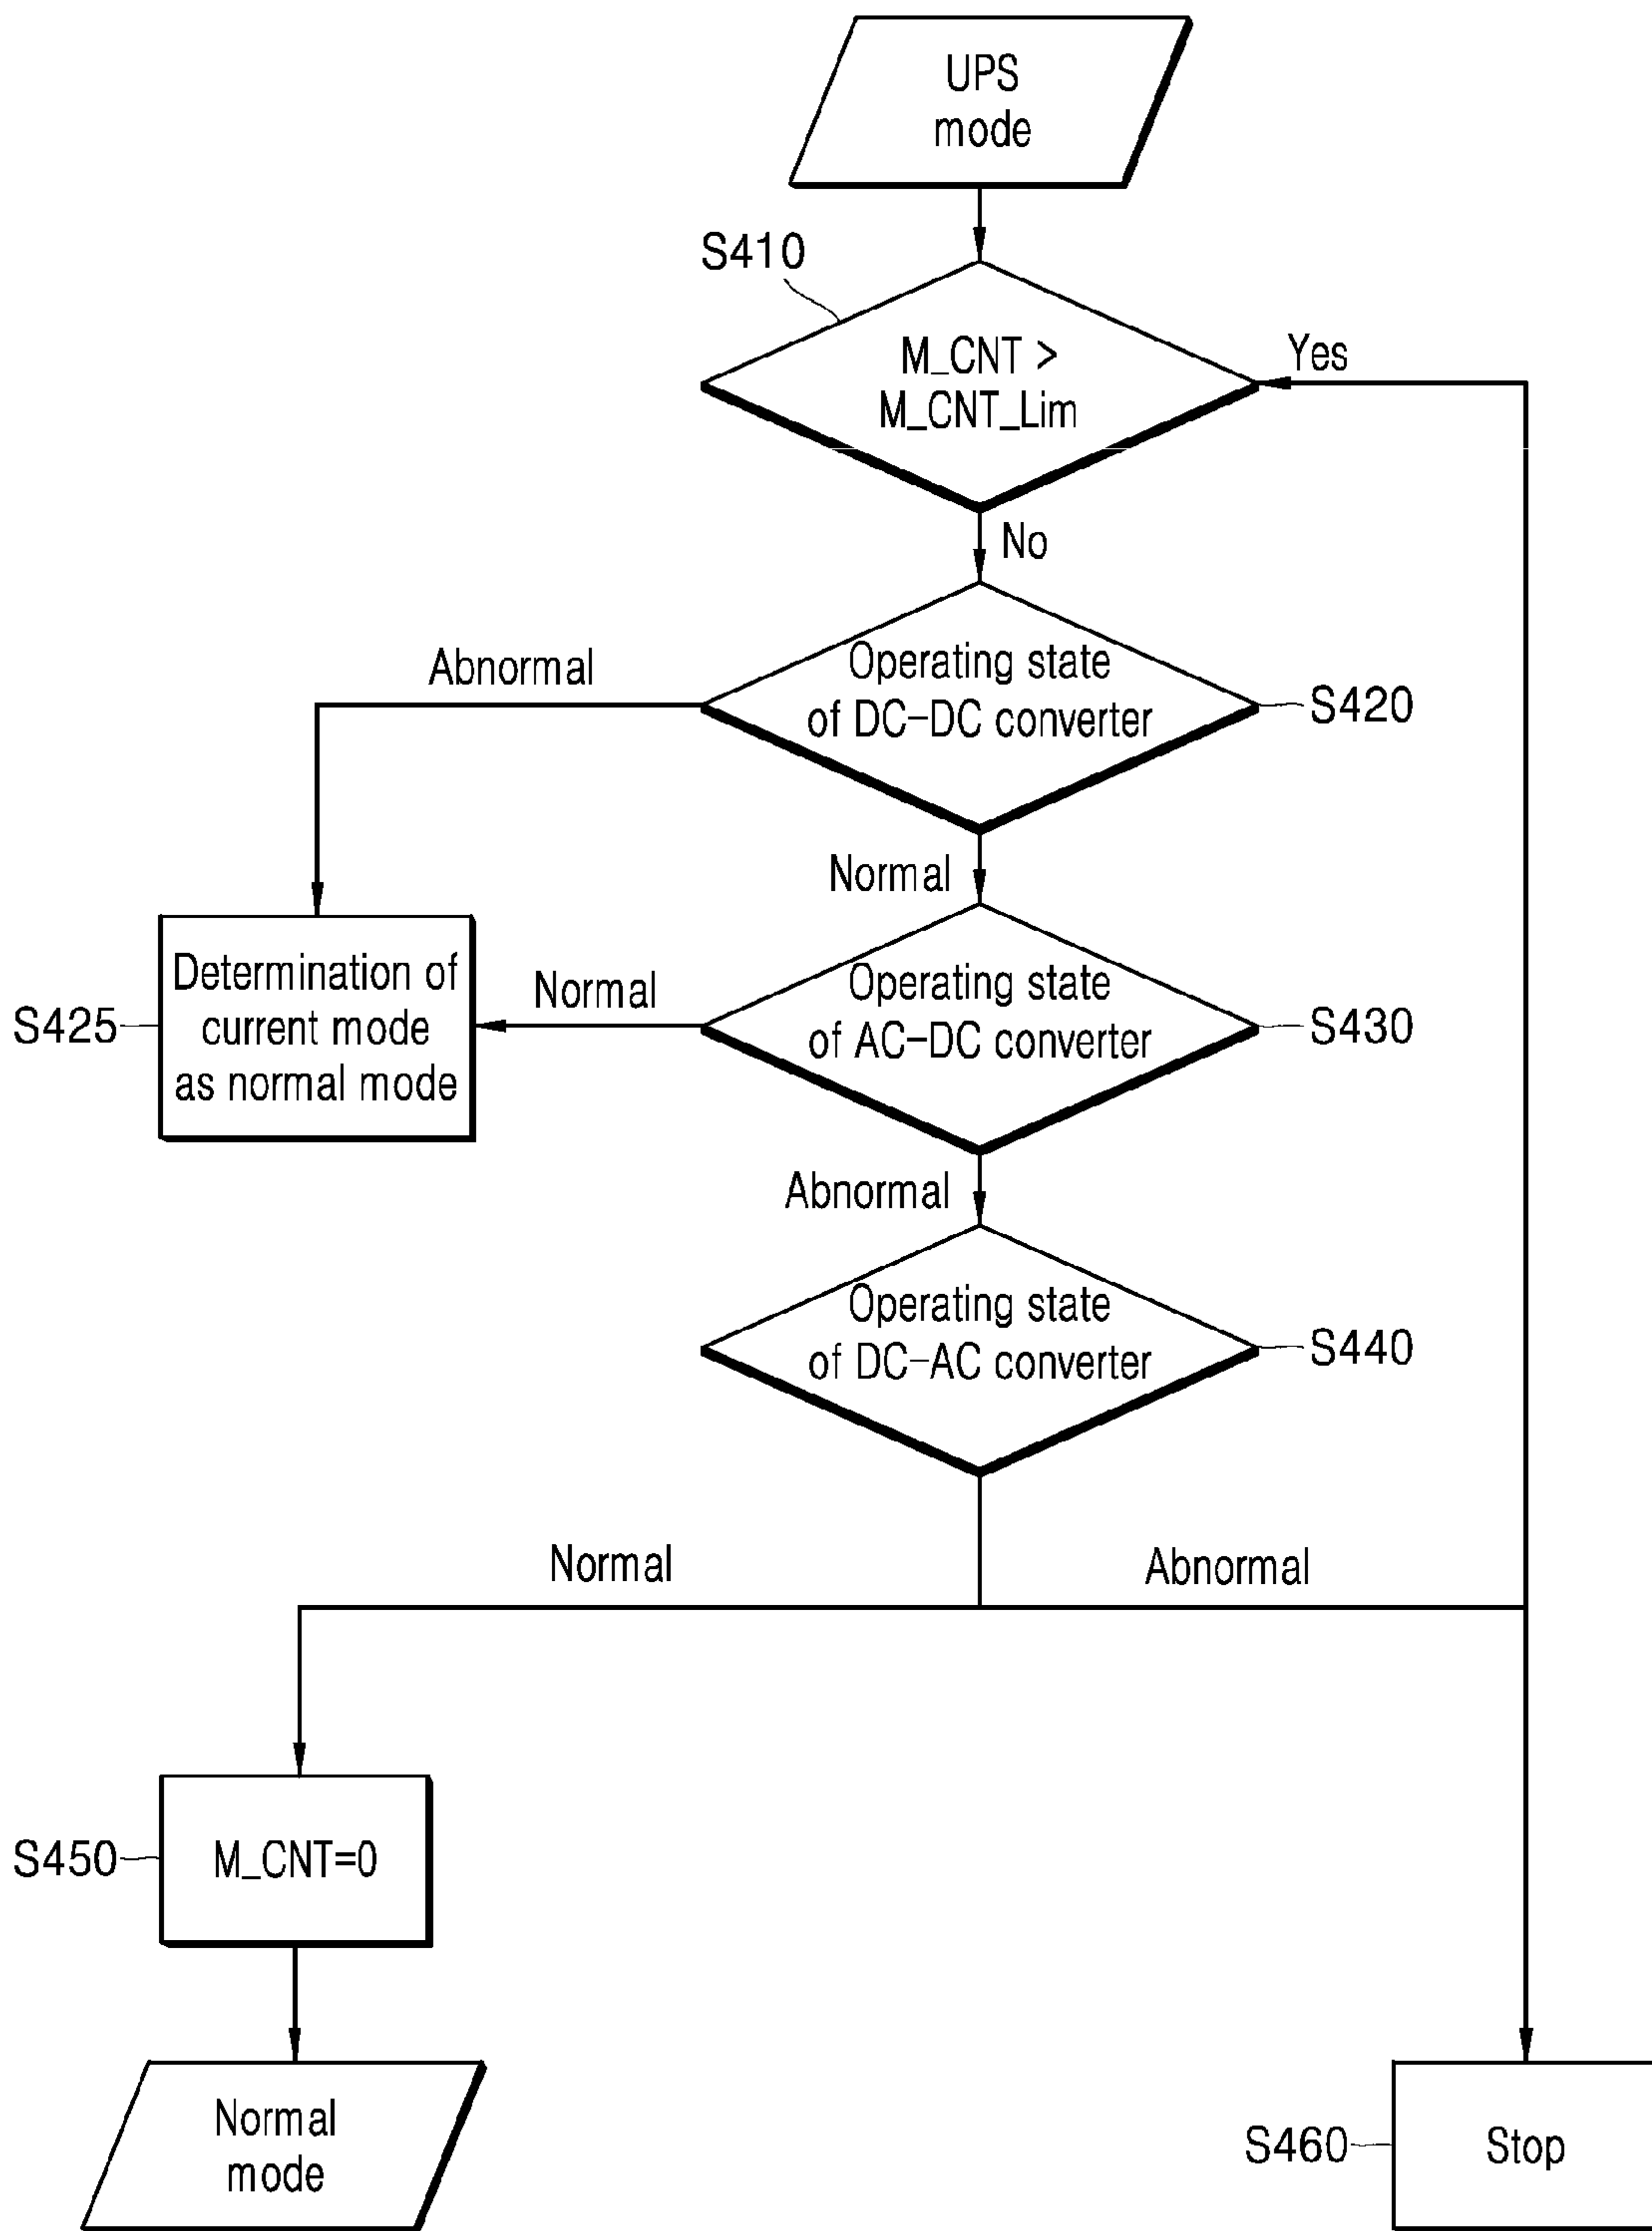 UPS
mode
S410
M_CNT >
M_CNT_Lim
Yes
No
Abnormal
Operating state
of DC-DC converter
S420
Normal
S425
Determination of
current mode
as normal mode
Normal
Operating state
of AC-DC converter
S430
Abnormal
Operating state
of DC-AC converter
S440
Normal
Abnormal
S450
M_CNT=0
Normal
mode
S460
Stop